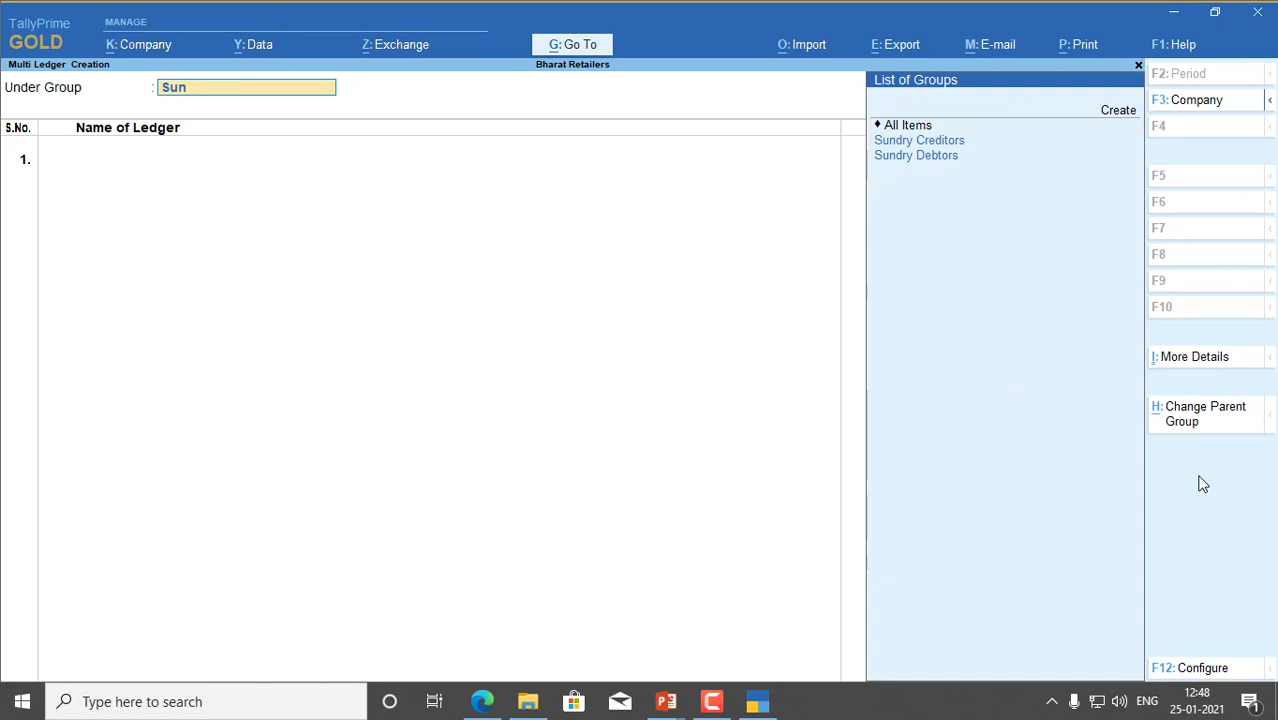 TallyPrime
GOLD
MANAGE
K: Company
Y: Data
Z: Exchange
G: Go To
O: Import
E: Export
M: E-mail
P: Print
F1: Help
Multi Ledger Creation
Bharat Retailers
Under Group : Sun
S.No. Name of Ledger
1.
List of Groups
Create
♦ All Items
Sundry Creditors
Sundry Debtors
F2: Period
F3: Company
F4
F5
F6
F7
F8
F9
F10
I: More Details
H: Change Parent
Group
F12: Configure
Type here to search
ENG
12:48
25-01-2021
1